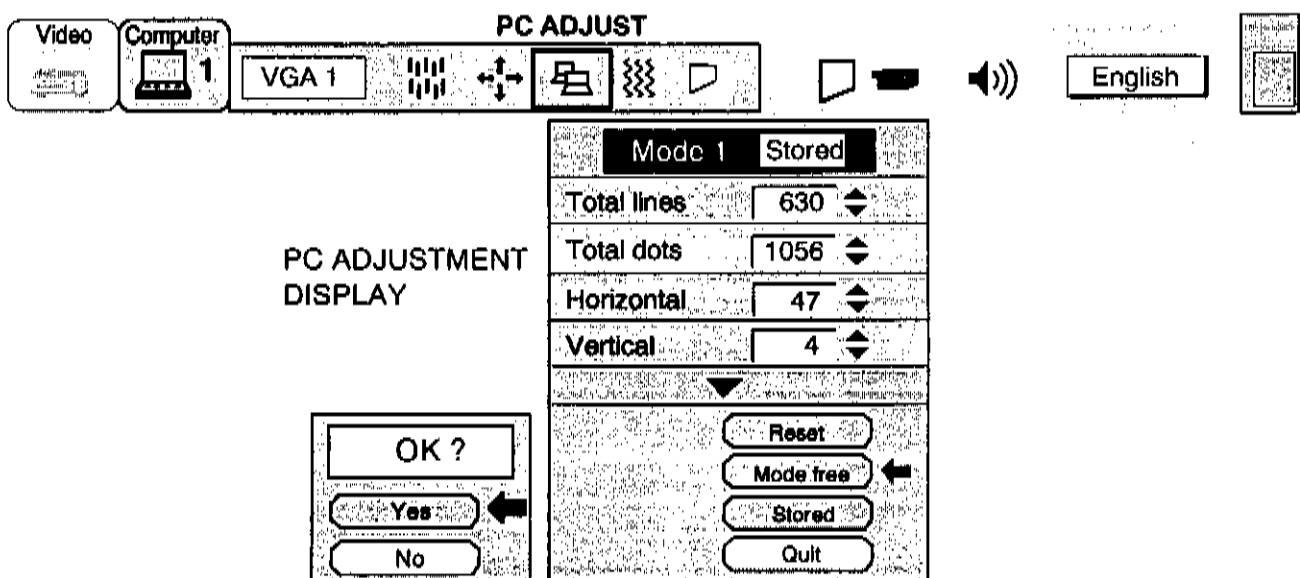 PC ADJUST
Video
Computer
1
VGA 1
English
Mode 1 Stored
Total lines 630
Total dots 1056
Horizontal 47
Vertical 4
PC ADJUSTMENT
DISPLAY
Reset
Mode free
Stored
Quit
OK ?
Yes
No